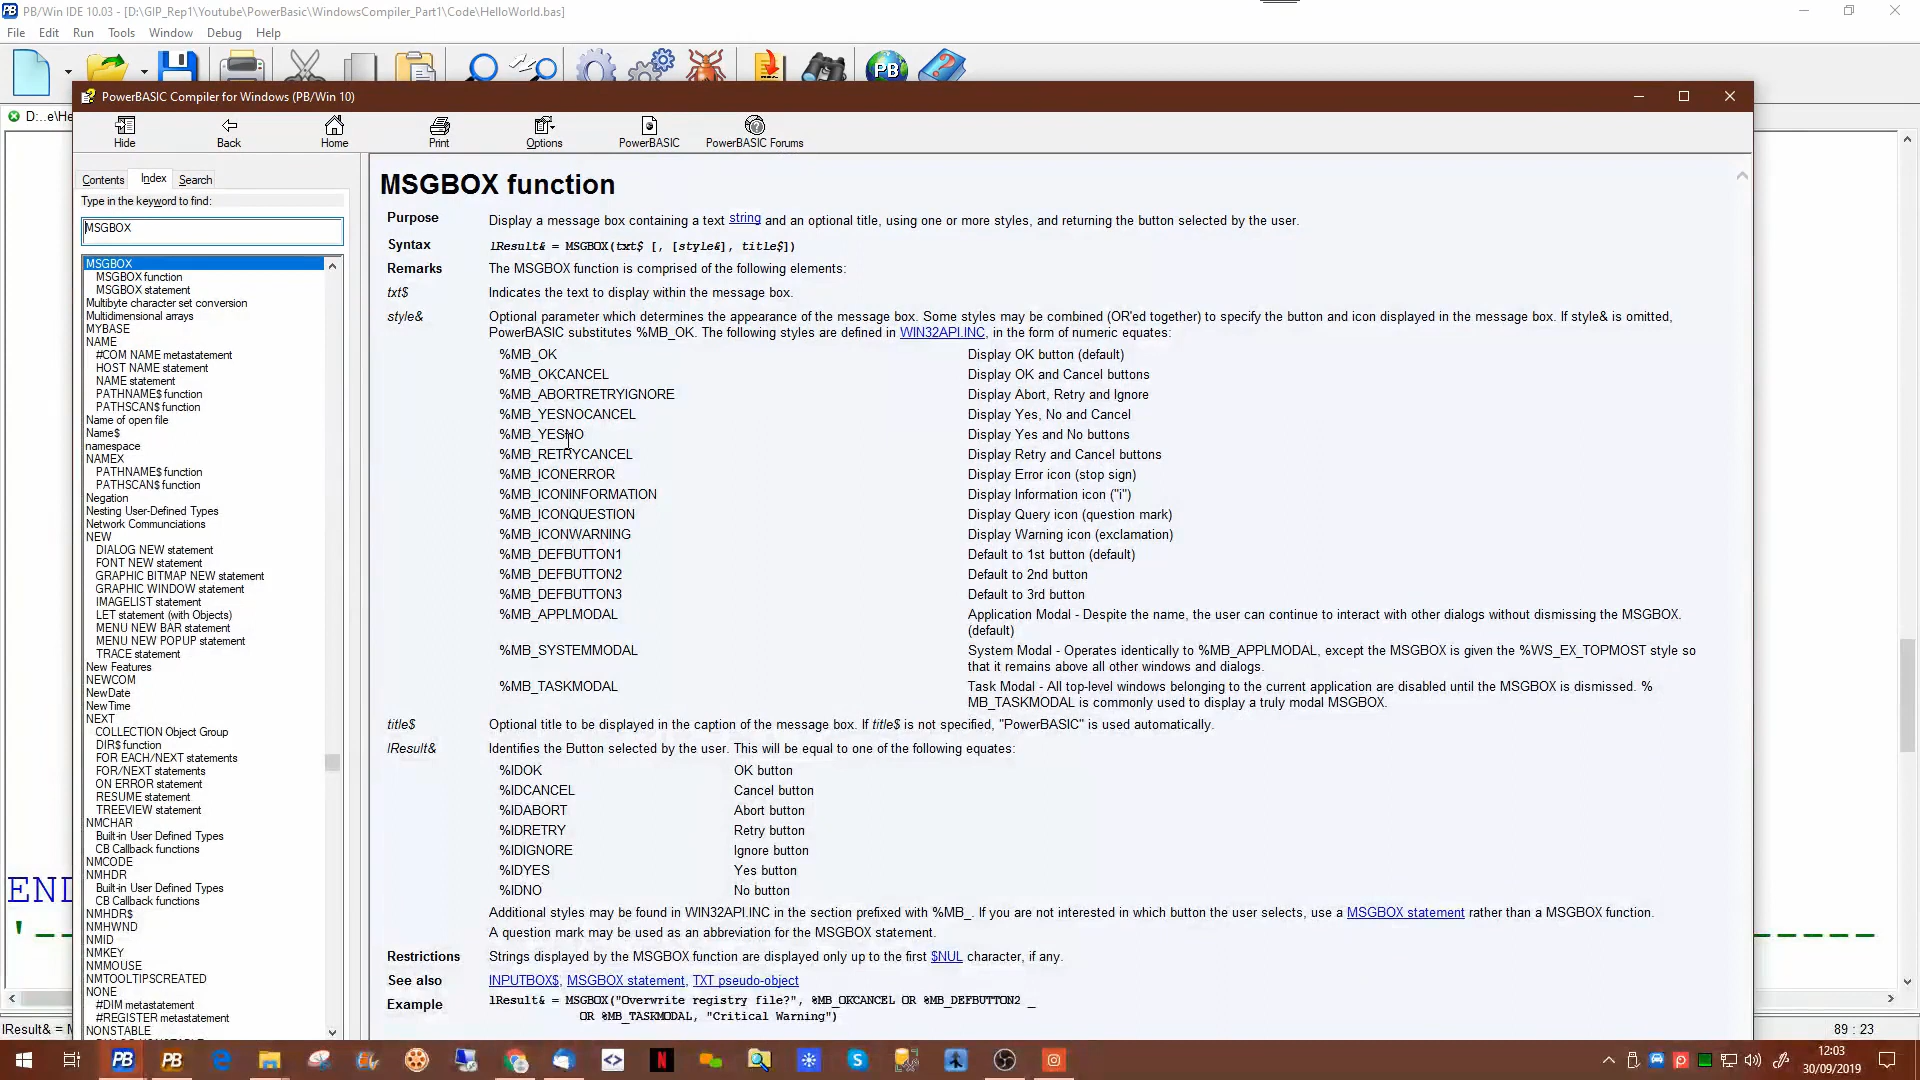 PB/Win IDE 10.03 - [D:\GIP_Rep1\Youtube\PowerBasic\WindowsCompiler_Part1\Code\HelloWorld.bas]
File Edit Run Tools Window Debug Help
PB
D:..e\He
PowerBASIC Compiler for Windows (PB/Win 10)
Hide Back Home Print Options PowerBASIC PowerBASIC Forums
Contents Index Search
Type in the keyword to find:
MSGBOX
MSGBOX
MSGBOX function
MSGBOX statement
Multibyte character set conversion
Multidimensional arrays
MYBASE
NAME
#COM NAME metastatement
HOST NAME statement
NAME statement
PATHNAME$ function
PATHSCAN$ function
Name of open file
Name$
namespace
NAMEX
PATHNAME$ function
PATHSCAN$ function
Negation
Nesting User-Defined Types
Network Communciations
NEW
DIALOG NEW statement
FONT NEW statement
GRAPHIC BITMAP NEW statement
GRAPHIC WINDOW statement
IMAGELIST statement
LET statement (with Objects)
MENU NEW BAR statement
MENU NEW POPUP statement
TRACE statement
New Features
NEWCOM
NewDate
NewTime
NEXT
COLLECTION Object Group
DIR$ function
FOR EACH/NEXT statements
FOR/NEXT statements
ON ERROR statement
RESUME statement
TREEVIEW statement
NMCHAR
Built-in User Defined Types
CB Callback functions
NMCODE
NMHDR
Built-in User Defined Types
CB Callback functions
NMHDR$
NMHWND
NMID
NMKEY
NMMOUSE
NMTOOLTIPSCREATED
NONE
#DIM metastatement
#REGISTER metastatement
NONSTABLE
MSGBOX function
Purpose Display a message box containing a text string and an optional title, using one or more styles, and returning the button selected by the user.
Syntax lResult& = MSGBOX(txt$ [, [style&], title$])
Remarks The MSGBOX function is comprised of the following elements:
txt$ Indicates the text to display within the message box.
style& Optional parameter which determines the appearance of the message box. Some styles may be combined (OR'ed together) to specify the button and icon displayed in the message box. If style& is omitted,
PowerBASIC substitutes %MB_OK. The following styles are defined in WIN32API.INC, in the form of numeric equates:
%MB_OK Display OK button (default)
%MB_OKCANCEL Display OK and Cancel buttons
%MB_ABORTRETRYIGNORE Display Abort, Retry and Ignore
%MB_YESNOCANCEL Display Yes, No and Cancel
%MB_YESNO Display Yes and No buttons
%MB_RETRYCANCEL Display Retry and Cancel buttons
%MB_ICONERROR Display Error icon (stop sign)
%MB_ICONINFORMATION Display Information icon ("i")
%MB_ICONQUESTION Display Query icon (question mark)
%MB_ICONWARNING Display Warning icon (exclamation)
%MB_DEFBUTTON1 Default to 1st button (default)
%MB_DEFBUTTON2 Default to 2nd button
%MB_DEFBUTTON3 Default to 3rd button
%MB_APPLMODAL Application Modal - Despite the name, the user can continue to interact with other dialogs without dismissing the MSGBOX.
(default)
%MB_SYSTEMMODAL System Modal - Operates identically to %MB_APPLMODAL, except the MSGBOX is given the %WS_EX_TOPMOST style so
that it remains above all other windows and dialogs.
%MB_TASKMODAL Task Modal - All top-level windows belonging to the current application are disabled until the MSGBOX is dismissed. %
MB_TASKMODAL is commonly used to display a truly modal MSGBOX.
title$ Optional title to be displayed in the caption of the message box. If title$ is not specified, "PowerBASIC" is used automatically.
lResult& Identifies the Button selected by the user. This will be equal to one of the following equates:
%IDOK OK button
%IDCANCEL Cancel button
%IDABORT Abort button
%IDRETRY Retry button
%IDIGNORE Ignore button
%IDYES Yes button
%IDNO No button
Additional styles may be found in WIN32API.INC in the section prefixed with %MB_. If you are not interested in which button the user selects, use a MSGBOX statement rather than a MSGBOX function.
A question mark may be used as an abbreviation for the MSGBOX statement.
Restrictions Strings displayed by the MSGBOX function are displayed only up to the first $NUL character, if any.
See also INPUTBOX$, MSGBOX statement, TXT pseudo-object
Example lResult& = MSGBOX("Overwrite registry file?", %MB_OKCANCEL OR %MB_DEFBUTTON2 _
OR %MB_TASKMODAL, "Critical Warning")
END
'--
lResult& = M
89 : 23
PB PB
12:03
30/09/2019